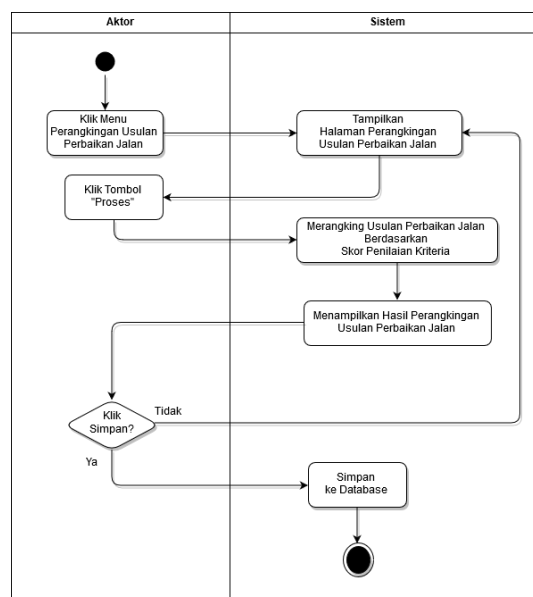 Aktor
Sistem
Klik Menu
Perangkingan Usulan
Perbaikan Jalan
Tampilkan
Halaman Perangkingan
Usulan Perbaikan Jalan
Klik Tombol
"Proses"
Merangking Usulan Perbaikan Jalan
Berdasarkan
Skor Penilaian Kriteria
Menampilkan Hasil Perangkingan
Usulan Perbaikan Jalan
Klik
Simpan?
Tidak
Ya
Simpan
ke Database